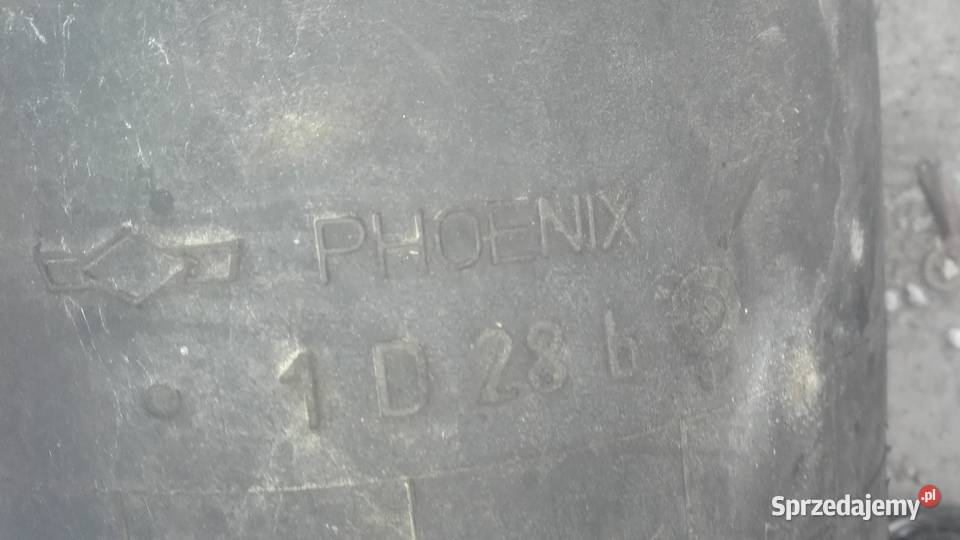 PHOENIX
1 D 28 b
Sprzedajemy.pl